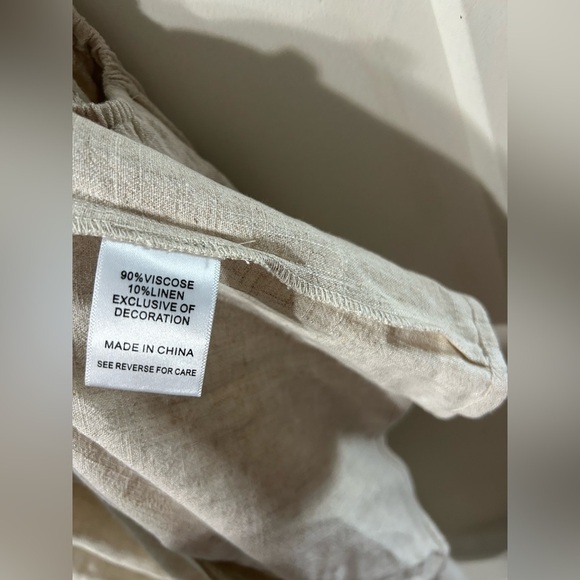 90%VISCOSE
10%LINEN
EXCLUSIVE OF
DECORATION
MADE IN CHINA
SEE REVERSE FOR CARE